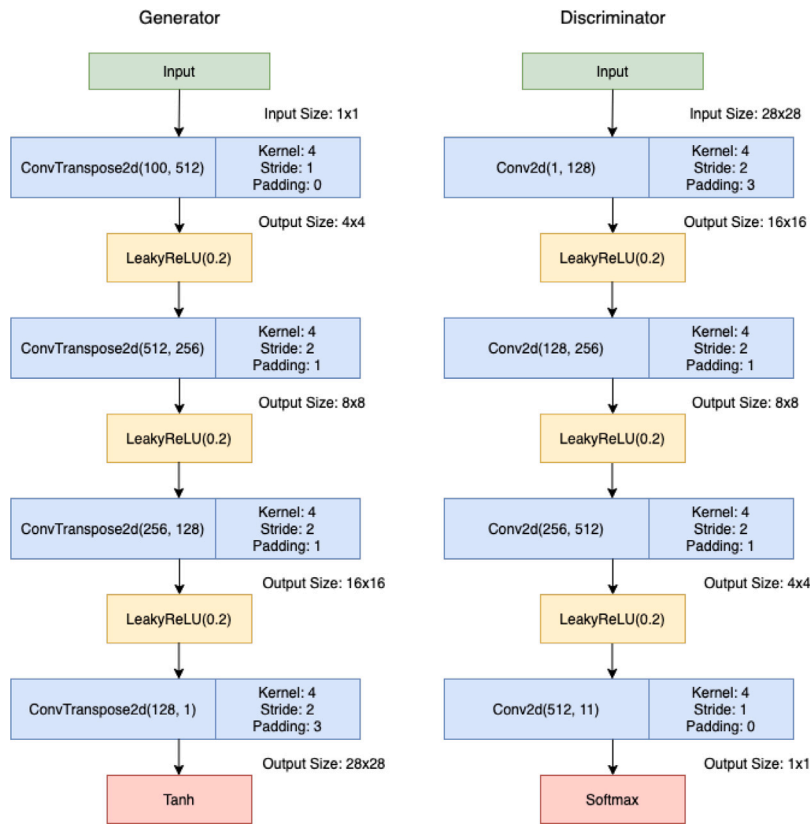 Generator
Input
Input Size: 1x1
ConvTranspose2d(100, 512)
Kernel: 4
Stride: 1
Padding: 0
Output Size: 4x4
LeakyReLU(0.2)
ConvTranspose2d(512, 256)
Kernel: 4
Stride: 2
Padding: 1
Output Size: 8x8
LeakyReLU(0.2)
ConvTranspose2d(256, 128)
Kernel: 4
Stride: 2
Padding: 1
Output Size: 16x16
LeakyReLU(0.2)
ConvTranspose2d(128, 1)
Kernel: 4
Stride: 2
Padding: 3
Output Size: 28x28
Tanh
Discriminator
Input
Input Size: 28x28
Conv2d(1, 128)
Kernel: 4
Stride: 2
Padding: 3
Output Size: 16x16
LeakyReLU(0.2)
Conv2d(128, 256)
Kernel: 4
Stride: 2
Padding: 1
Output Size: 8x8
LeakyReLU(0.2)
Conv2d(256, 512)
Kernel: 4
Stride: 2
Padding: 1
Output Size: 4x4
LeakyReLU(0.2)
Conv2d(512, 11)
Kernel: 4
Stride: 1
Padding: 0
Output Size: 1x1
Softmax